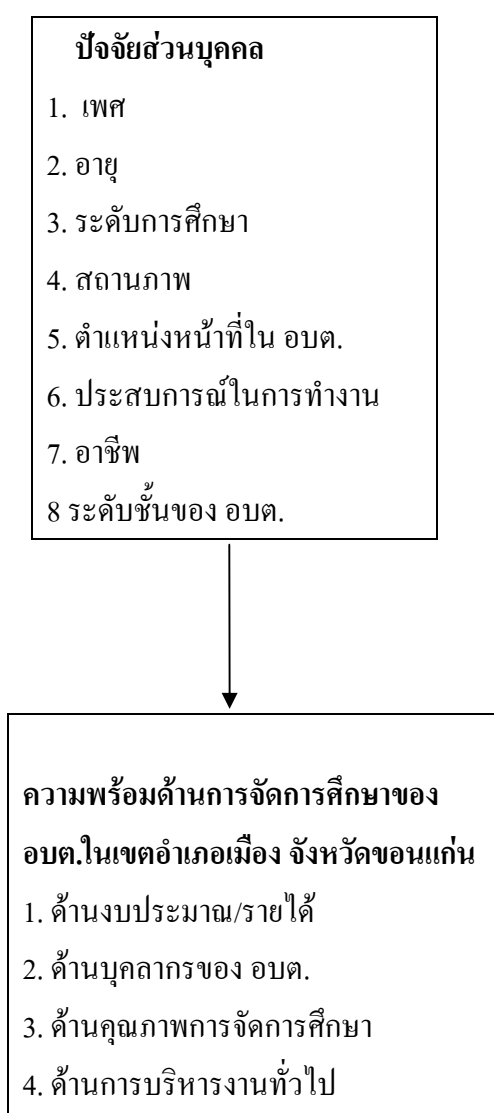 ปัจจัยส่วนบุคคล
1. เพศ
2. อายุ
3. ระดับการศึกษา
4. สถานภาพ
5. ตำแหน่งหน้าที่ใน อบต.
6. ประสบการณ์ในการทำงาน
7. อาชีพ
8 ระดับชั้นของ อบต.
ความพร้อมด้านการจัดการศึกษาของ
อบต.ในเขตอำเภอเมือง จังหวัดขอนแก่น
1. ด้านงบประมาณ/รายได้
2. ด้านบุคลากรของ อบต.
3. ด้านคุณภาพการจัดการศึกษา
4. ด้านการบริหารงานทั่วไป